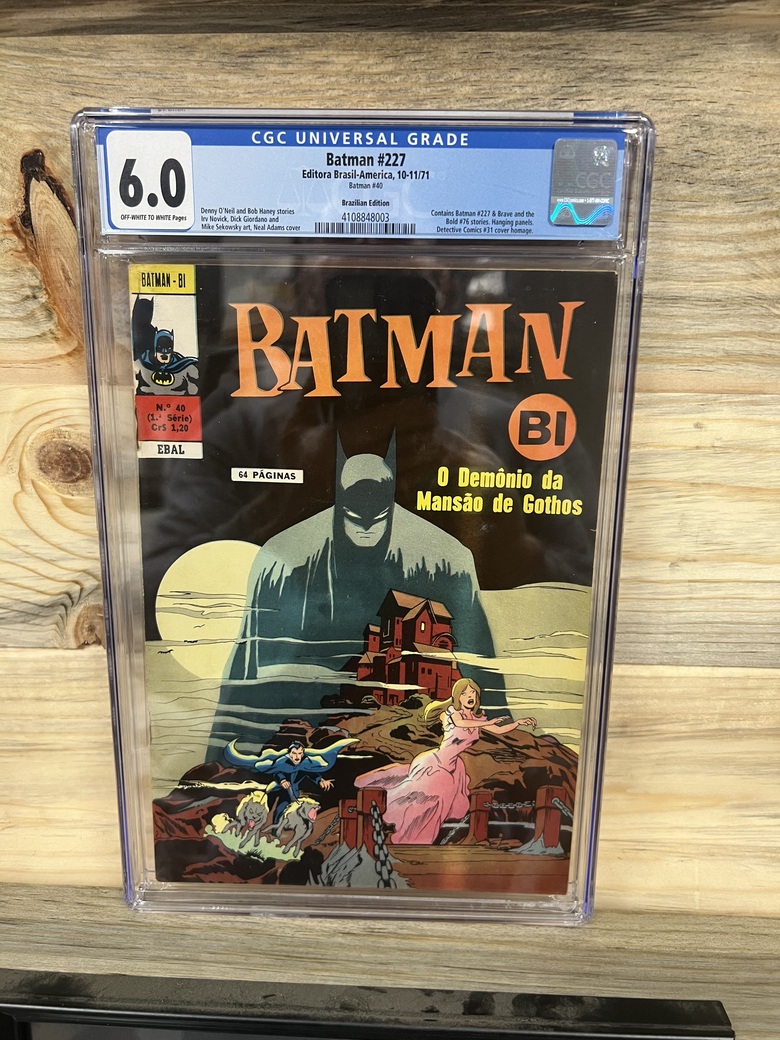 CGC UNIVERSAL GRADE
6.0
OFF-WHITE TO WHITE Pages
Batman #227
Editora Brasil-America, 10-11/71
Batman #40
Brazilian Edition
4108848003
Denny O'Neil and Bob Haney stories
Irv Novick, Dick Giordano and
Mike Sekowsky art, Neal Adams cover
Contains Batman #227 & Brave and the
Bold #76 stories. Hanging panels.
Detective Comics #31 cover homage.
CGC
BATMAN - BI
Nº 40
(1.ª Série)
Cr$ 1,20
EBAL
BATMAN
BI
64 PÁGINAS
O Demônio da
Mansão de Gothos